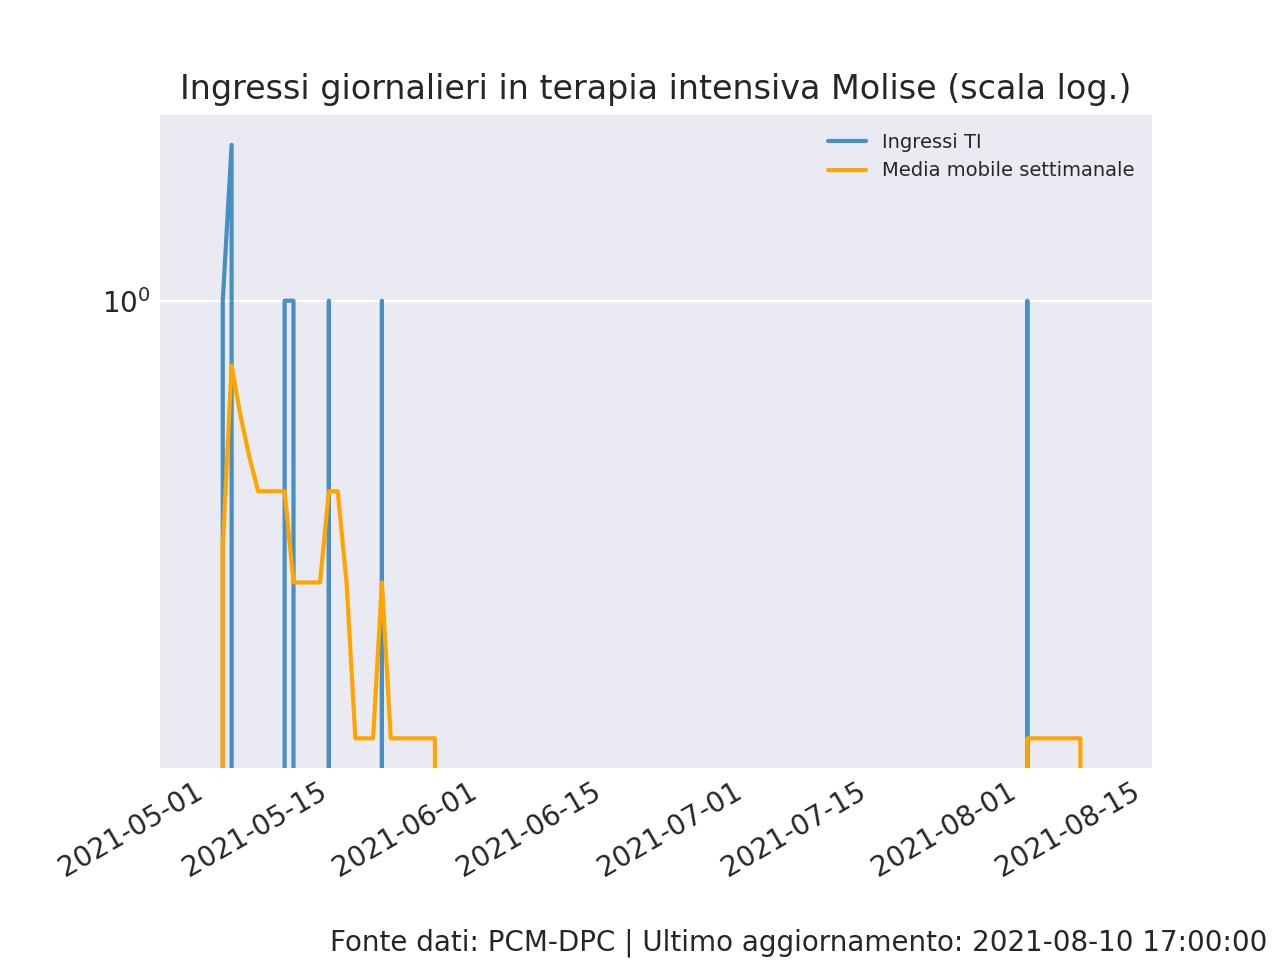 Ingressi giornalieri in terapia intensiva Molise (scala log.)
Ingressi TI
Media mobile settimanale
10⁰
2021-05-01
2021-05-15
2021-06-01
2021-06-15
2021-07-01
2021-07-15
2021-08-01
2021-08-15
Fonte dati: PCM-DPC | Ultimo aggiornamento: 2021-08-10 17:00:00